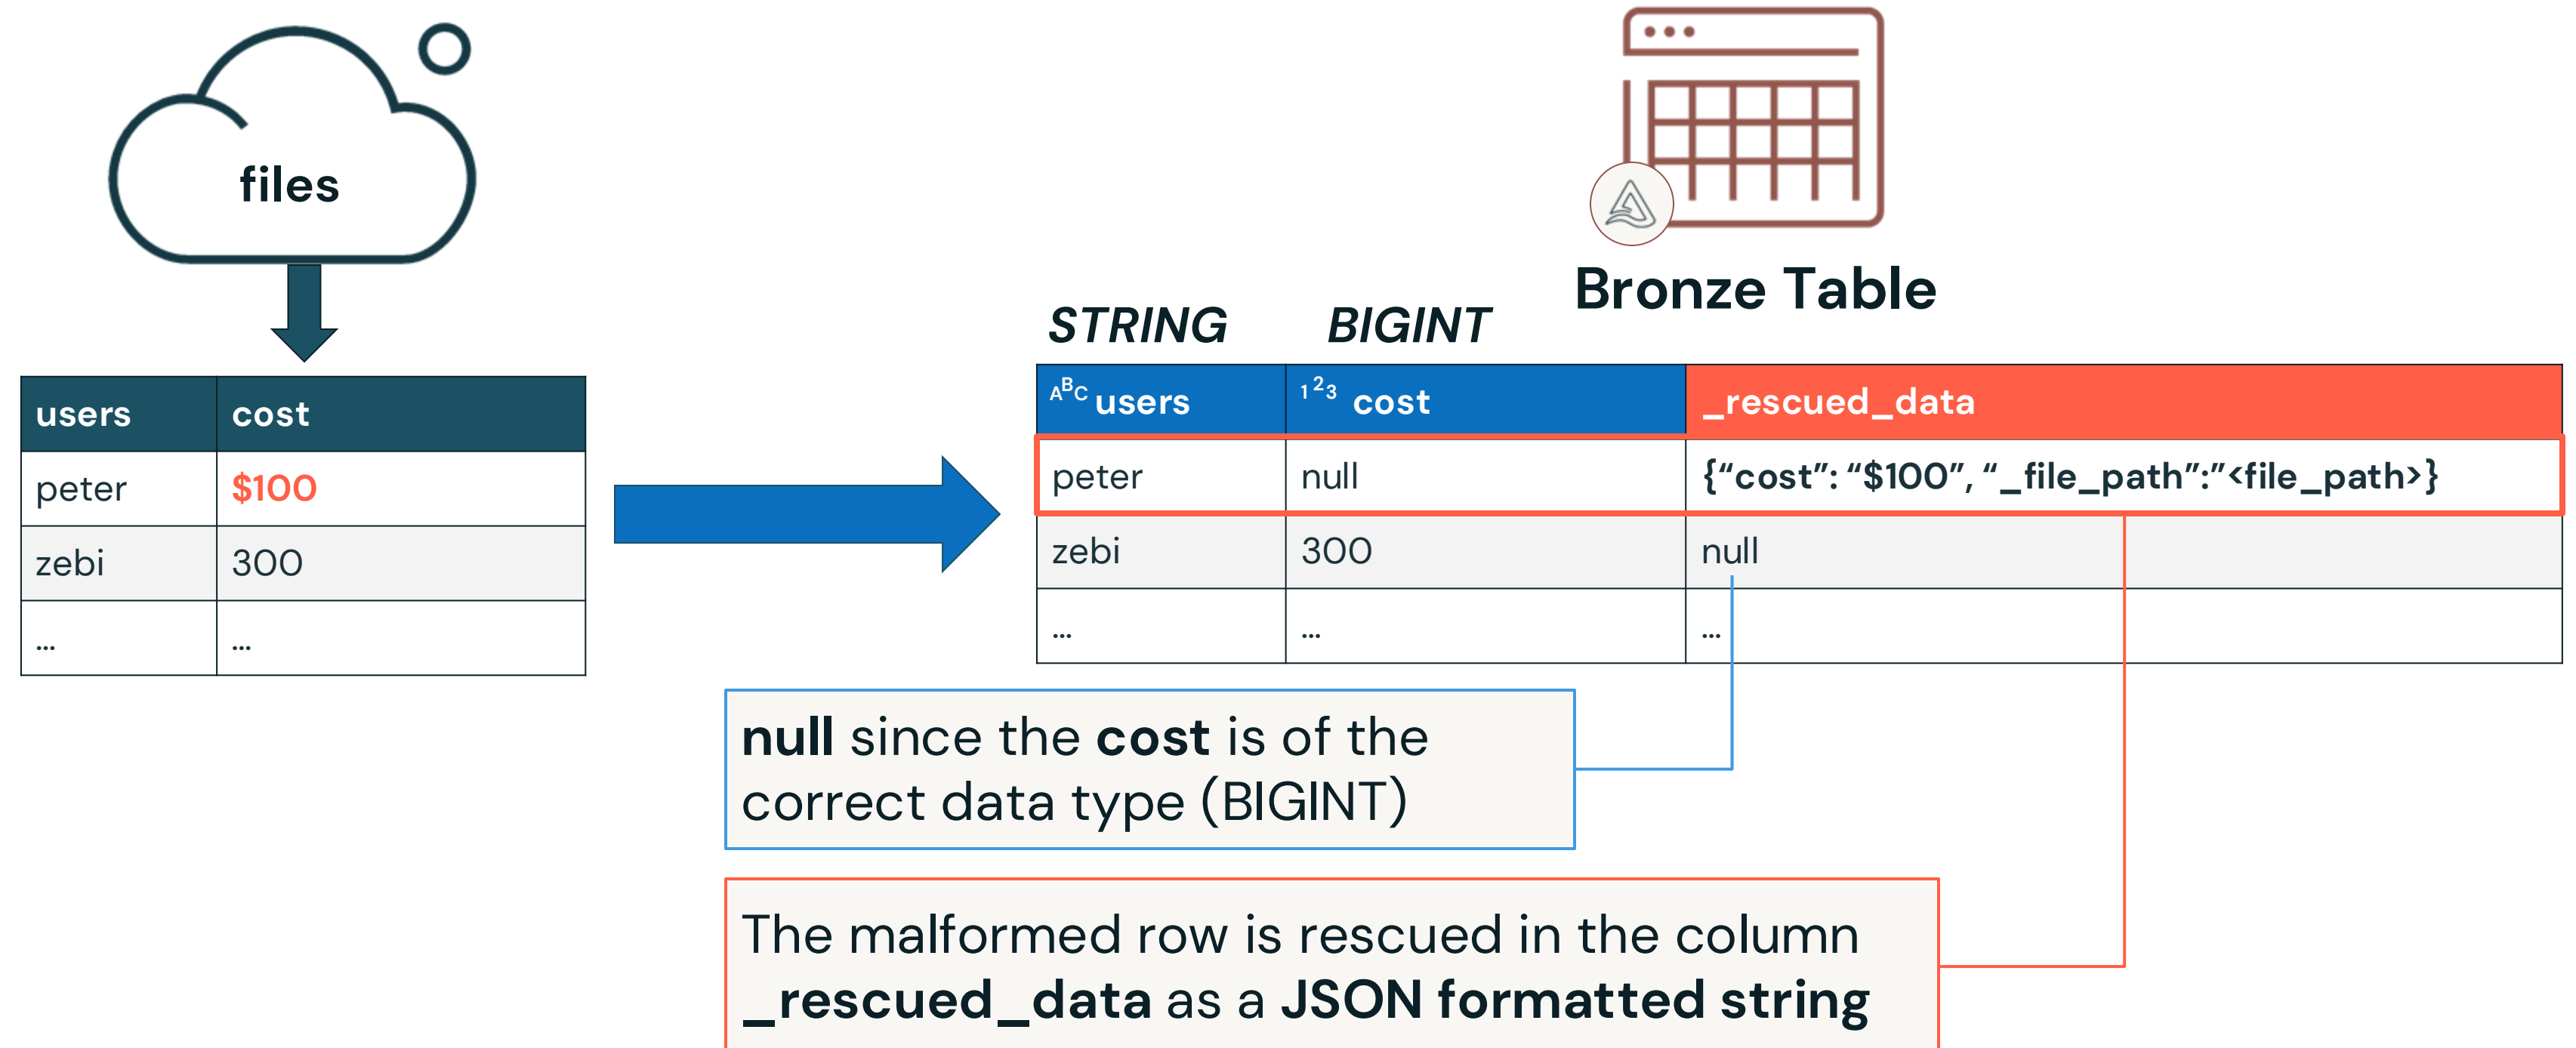 files
users cost
peter $100
zebi 300
... ...
Bronze Table
STRING BIGINT
ABC users 123 cost _rescued_data
peter null {“cost”: “$100”, “_file_path”:”<file_path>}
zebi 300 null
... ... ...
null since the cost is of the
correct data type (BIGINT)
The malformed row is rescued in the column
_rescued_data as a JSON formatted string